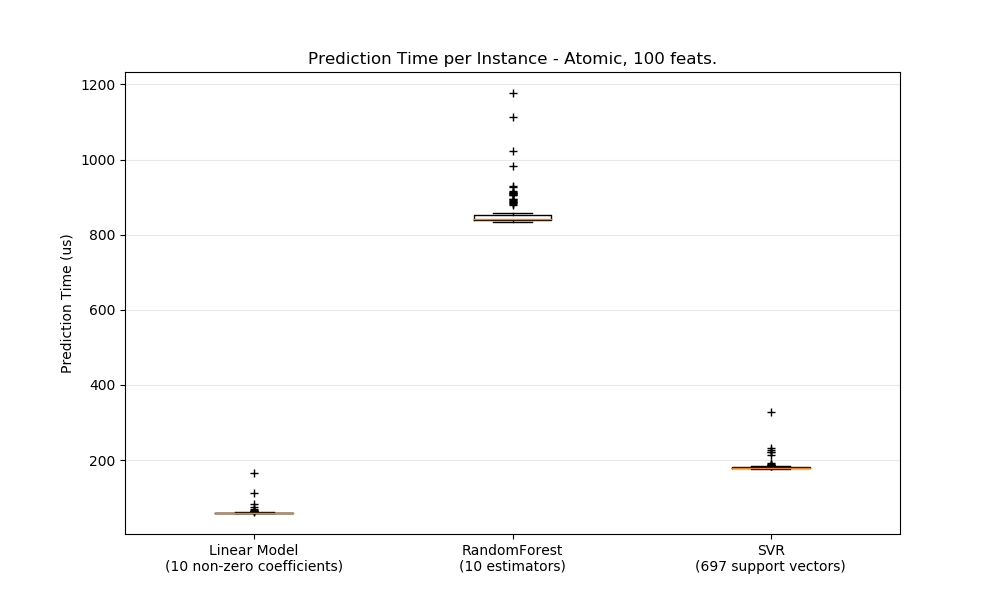 Prediction Time per Instance - Atomic, 100 feats.
1200
1000
800
600
400
200
Prediction Time (us)
Linear Model
(10 non-zero coefficients)
RandomForest
(10 estimators)
SVR
(697 support vectors)